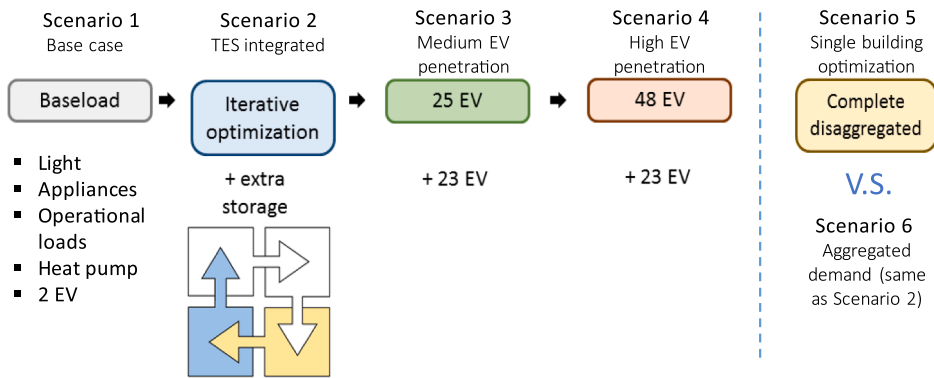 Scenario 1
Base case
Baseload
▪ Light
▪ Appliances
▪ Operational
loads
▪ Heat pump
▪ 2 EV
Scenario 2
TES integrated
Iterative
optimization
+ extra
storage
Scenario 3
Medium EV
penetration
25 EV
+ 23 EV
Scenario 4
High EV
penetration
48 EV
+ 23 EV
Scenario 5
Single building
optimization
Complete
disaggregated
V.S.
Scenario 6
Aggregated
demand (same
as Scenario 2)